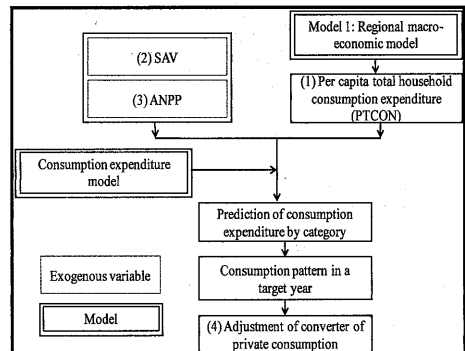 Model 1: Regional macro-
economic model
(2) SAV
(3) ANPP
(1) Per capita total household
consumption expenditure
(PTCON)
Consumption expenditure
model
Prediction of consumption
expenditure by category
Exogenous variable
Consumption pattern in a
target year
Model
(4) Adjustment of converter of
private consumption